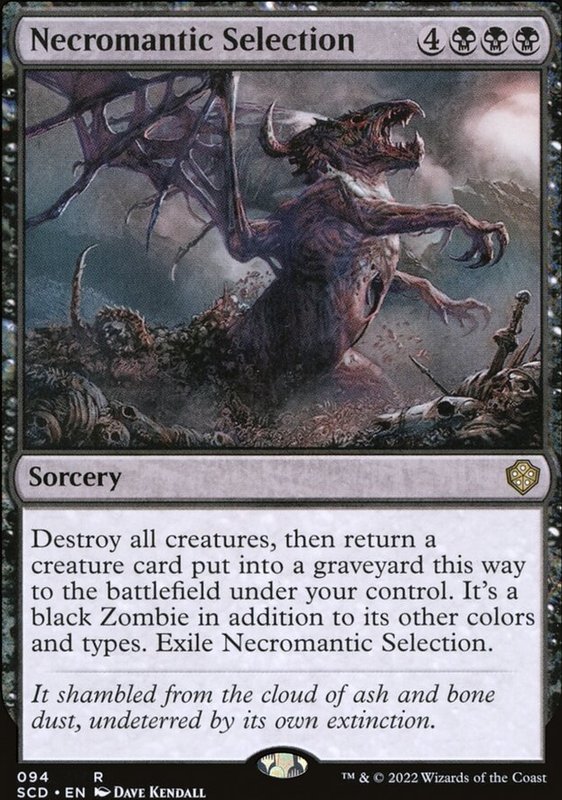 Necromantic Selection 4
Sorcery
Destroy all creatures, then return a
creature card put into a graveyard this way
to the battlefield under your control. It's a
black Zombie in addition to its other colors
and types. Exile Necromantic Selection.
It shambled from the cloud of ash and bone
dust, undeterred by its own extinction.
094 R
SCD • EN Dave Kendall
™ & © 2022 Wizards of the Coast